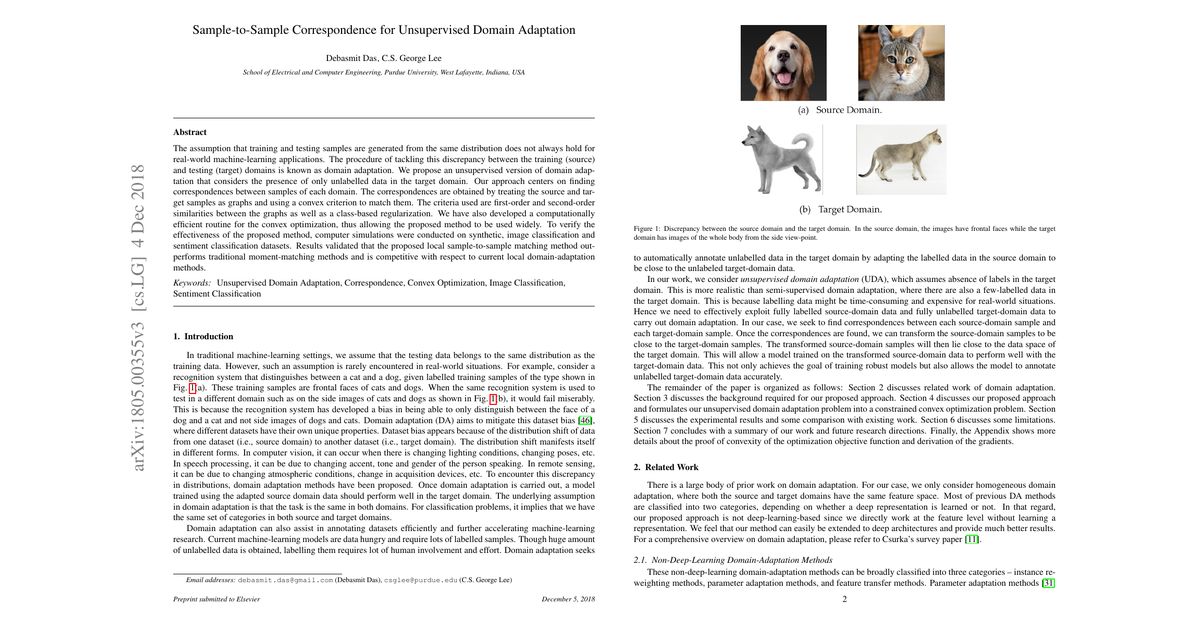 Sample-to-Sample Correspondence for Unsupervised Domain Adaptation
Debasmit Das, C.S. George Lee
School of Electrical and Computer Engineering, Purdue University, West Lafayette, Indiana, USA
Abstract
The assumption that training and testing samples are generated from the same distribution does not always hold for
real-world machine-learning applications. The procedure of tackling this discrepancy between the training (source)
and testing (target) domains is known as domain adaptation. We propose an unsupervised version of domain adap-
tation that considers the presence of only unlabelled data in the target domain. Our approach centers on finding
correspondences between samples of each domain. The correspondences are obtained by treating the source and tar-
get samples as graphs and using a convex criterion to match them. The criteria used are first-order and second-order
similarities between the graphs as well as a class-based regularization. We have also developed a computationally
efficient routine for the convex optimization, thus allowing the proposed method to be used widely. To verify the
effectiveness of the proposed method, computer simulations were conducted on synthetic, image classification and
sentiment classification datasets. Results validated that the proposed local sample-to-sample matching method out-
performs traditional moment-matching methods and is competitive with respect to current local domain-adaptation
methods.
Keywords: Unsupervised Domain Adaptation, Correspondence, Convex Optimization, Image Classification,
Sentiment Classification
1. Introduction
In traditional machine-learning settings, we assume that the testing data belongs to the same distribution as the
training data. However, such an assumption is rarely encountered in real-world situations. For example, consider a
recognition system that distinguishes between a cat and a dog, given labelled training samples of the type shown in
Fig. 1(a). These training samples are frontal faces of cats and dogs. When the same recognition system is used to
test in a different domain such as on the side images of cats and dogs as shown in Fig. 1(b), it would fail miserably.
This is because the recognition system has developed a bias in being able to only distinguish between the face of a
dog and a cat and not side images of dogs and cats. Domain adaptation (DA) aims to mitigate this dataset bias [46],
where different datasets have their own unique properties. Dataset bias appears because of the distribution shift of data
from one dataset (i.e., source domain) to another dataset (i.e., target domain). The distribution shift manifests itself
in different forms. In computer vision, it can occur when there is changing lighting conditions, changing poses, etc.
In speech processing, it can be due to changing accent, tone and gender of the person speaking. In remote sensing,
it can be due to changing atmospheric conditions, change in acquisition devices, etc. To encounter this discrepancy
in distributions, domain adaptation methods have been proposed. Once domain adaptation is carried out, a model
trained using the adapted source domain data should perform well in the target domain. The underlying assumption
in domain adaptation is that the task is the same in both domains. For classification problems, it implies that we have
the same set of categories in both source and target domains.
Domain adaptation can also assist in annotating datasets efficiently and further accelerating machine-learning
research. Current machine-learning models are data hungry and require lots of labelled samples. Though huge amount
of unlabelled data is obtained, labelling them requires lot of human involvement and effort. Domain adaptation seeks
Email addresses: debasmit.das@gmail.com (Debasmit Das), csglee@purdue.edu (C.S. George Lee)
Preprint submitted to Elsevier December 5, 2018
arXiv:1805.00355v3 [cs.LG] 4 Dec 2018
(a) Source Domain.
(b) Target Domain.
Figure 1: Discrepancy between the source domain and the target domain. In the source domain, the images have frontal faces while the target
domain has images of the whole body from the side view-point.
to automatically annotate unlabelled data in the target domain by adapting the labelled data in the source domain to
be close to the unlabeled target-domain data.
In our work, we consider unsupervised domain adaptation (UDA), which assumes absence of labels in the target
domain. This is more realistic than semi-supervised domain adaptation, where there are also a few-labelled data in
the target domain. This is because labelling data might be time-consuming and expensive for real-world situations.
Hence we need to effectively exploit fully labelled source-domain data and fully unlabelled target-domain data to
carry out domain adaptation. In our case, we seek to find correspondences between each source-domain sample and
each target-domain sample. Once the correspondences are found, we can transform the source-domain samples to be
close to the target-domain samples. The transformed source-domain samples will then lie close to the data space of
the target domain. This will allow a model trained on the transformed source-domain data to perform well with the
target-domain data. This not only achieves the goal of training robust models but also allows the model to annotate
unlabelled target-domain data accurately.
The remainder of the paper is organized as follows: Section 2 discusses related work of domain adaptation.
Section 3 discusses the background required for our proposed approach. Section 4 discusses our proposed approach
and formulates our unsupervised domain adaptation problem into a constrained convex optimization problem. Section
5 discusses the experimental results and some comparison with existing work. Section 6 discusses some limitations.
Section 7 concludes with a summary of our work and future research directions. Finally, the Appendix shows more
details about the proof of convexity of the optimization objective function and derivation of the gradients.
2. Related Work
There is a large body of prior work on domain adaptation. For our case, we only consider homogeneous domain
adaptation, where both the source and target domains have the same feature space. Most of previous DA methods
are classified into two categories, depending on whether a deep representation is learned or not. In that regard,
our proposed approach is not deep-learning-based since we directly work at the feature level without learning a
representation. We feel that our method can easily be extended to deep architectures and provide much better results.
For a comprehensive overview on domain adaptation, please refer to Csurka's survey paper [11].
2.1. Non-Deep-Learning Domain-Adaptation Methods
These non-deep-learning domain-adaptation methods can be broadly classified into three categories – instance re-
weighting methods, parameter adaptation methods, and feature transfer methods. Parameter adaptation methods [31
2